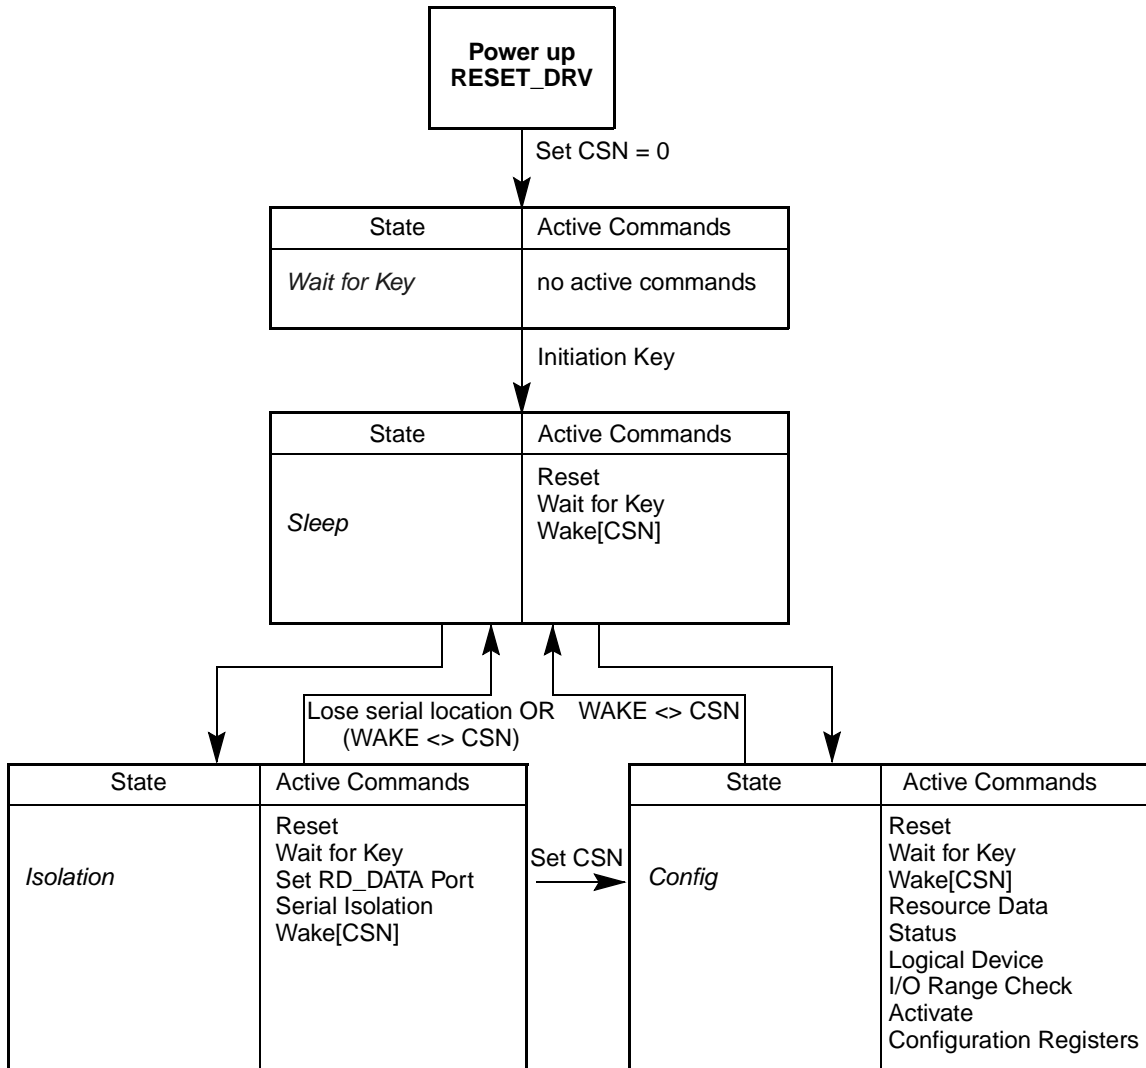 Power up
RESET_DRV
Set CSN = 0
State
Active Commands
Wait for Key
no active commands
Initiation Key
State
Active Commands
Sleep
Reset
Wait for Key
Wake[CSN]
Lose serial location OR
(WAKE <> CSN)
WAKE <> CSN
State
Active Commands
Isolation
Reset
Wait for Key
Set RD_DATA Port
Serial Isolation
Wake[CSN]
Set CSN
State
Active Commands
Config
Reset
Wait for Key
Wake[CSN]
Resource Data
Status
Logical Device
I/O Range Check
Activate
Configuration Registers